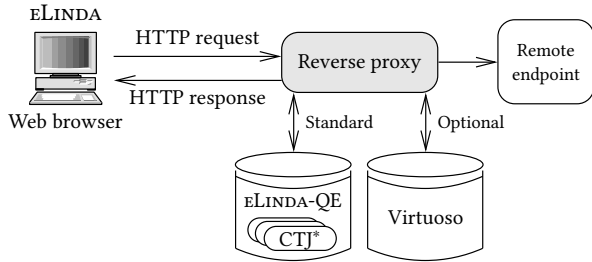 ELINDA
HTTP request
HTTP response
Web browser
Reverse proxy
Remote
endpoint
Standard
Optional
ELINDA-QE
CTJ*
Virtuoso